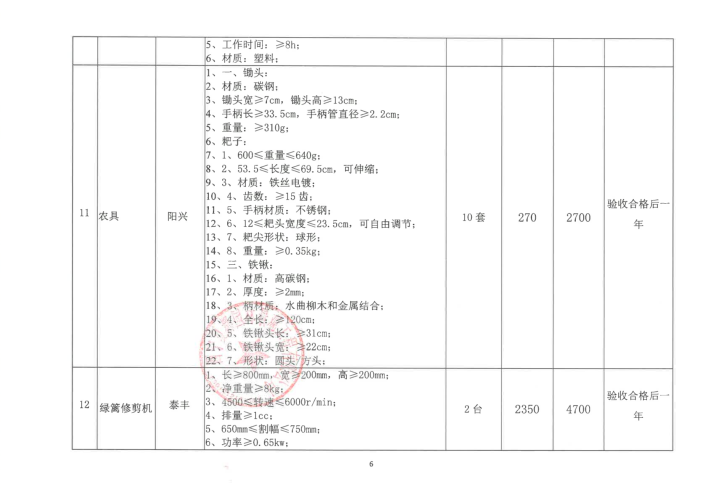 5、工作时间：≥8h；
6、材质：塑料；
11
农具
阳兴
1、一、锄头：
2、材质：碳钢；
3、锄头宽≥7cm，锄头高≥13cm；
4、手柄长≥33.5cm，手柄管直径≥2.2cm；
5、重量：≥310g；
6、耙子：
7、1、600≤重量≤640g；
8、2、53.5≤长度≤69.5cm，可伸缩；
9、3、材质：铁丝电镀；
10、4、齿数：≥15齿；
11、5、手柄材质：不锈钢；
12、6、12≤耙头宽度≤23.5cm，可自由调节；
13、7、耙尖形状：球形；
14、8、重量：≥0.35kg；
15、三、铁锹：
16、1、材质：高碳钢；
17、2、厚度：≥2mm；
18、3、柄材质：水曲柳木和金属结合；
19、4、全长：≥120cm；
20、5、铁锹头长：≥31cm；
21、6、铁锹头宽：≥22cm；
22、7、形状：圆头/方头；
10套
270
2700
验收合格后一
年
12
绿篱修剪机
泰丰
1、长≥800mm，宽≥200mm，高≥200mm；
2、净重量≥8kg；
3、4500≤转速≤6000r/min；
4、排量≥1cc；
5、650mm≤割幅≤750mm；
6、功率≥0.65kw；
2台
2350
4700
验收合格后一
年
6